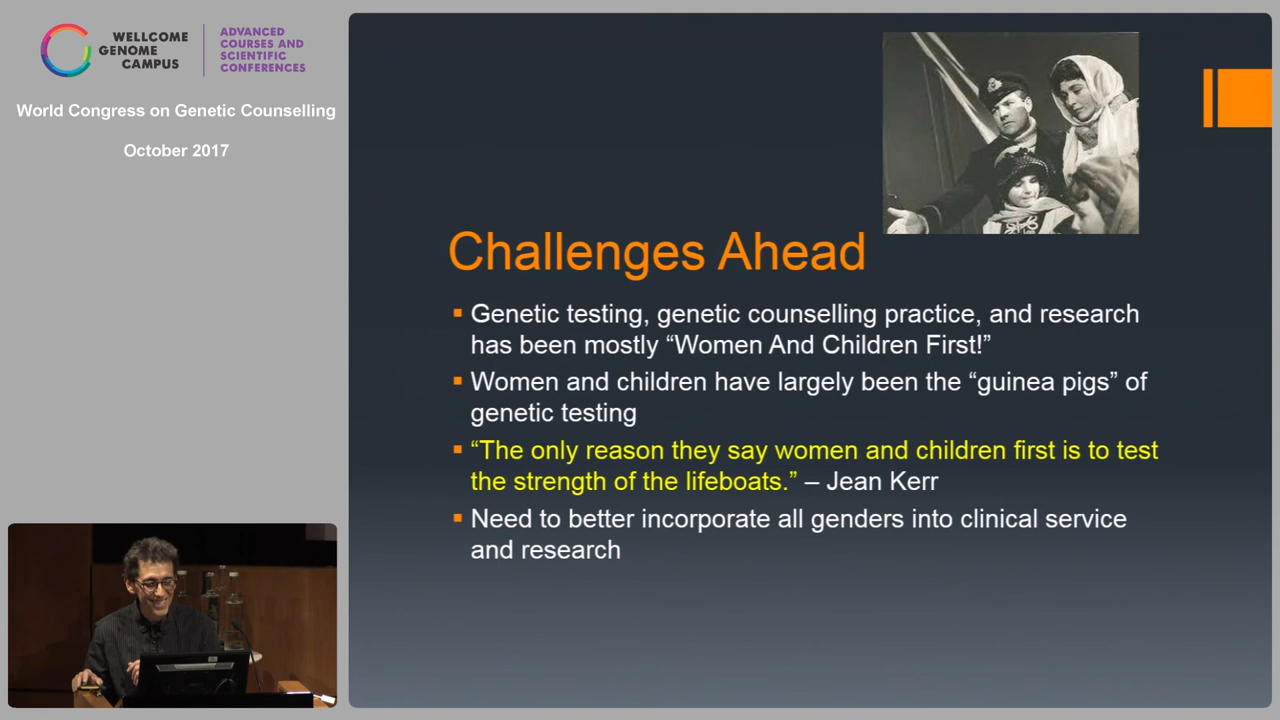 WELLCOME
GENOME
CAMPUS
ADVANCED
COURSES AND
SCIENTIFIC
CONFERENCES
World Congress on Genetic Counselling
October 2017
Challenges Ahead
▪ Genetic testing, genetic counselling practice, and research
has been mostly “Women And Children First!”
▪ Women and children have largely been the “guinea pigs” of
genetic testing
▪ “The only reason they say women and children first is to test
the strength of the lifeboats.” – Jean Kerr
▪ Need to better incorporate all genders into clinical service
and research